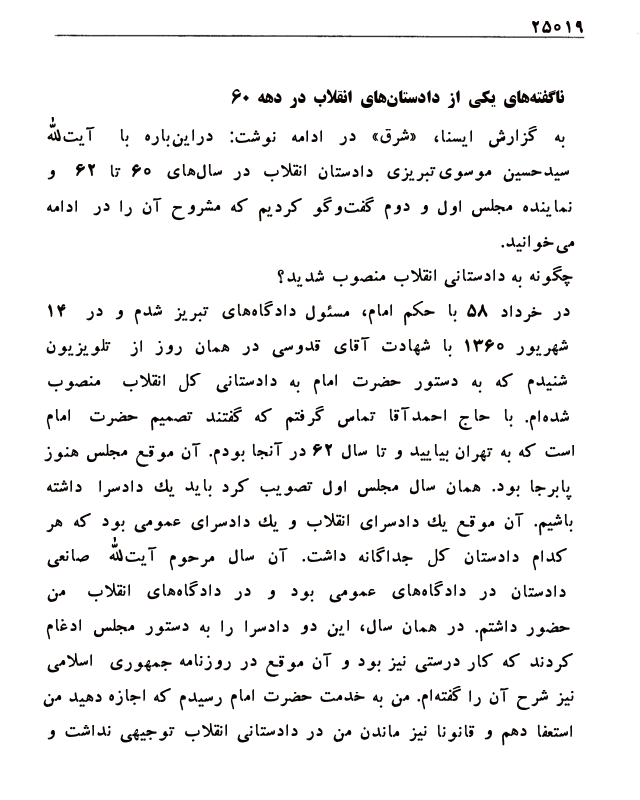 ۲۵۰۱۹
ناگفته‌های یکی از دادستان‌های انقلاب در دهه ۶۰
به گزارش ایسنا، «شرق» در ادامه نوشت: دراین‌باره با آیت‌الله
سیدحسین موسوی‌تبریزی دادستان انقلاب در سال‌های ۶۰ تا ۶۲ و
نماینده مجلس اول و دوم گفت‌وگو کردیم که مشروح آن را در ادامه
می‌خوانید.
چگونه به دادستانی انقلاب منصوب شدید؟
در خرداد ۵۸ با حکم امام، مسئول دادگاه‌های تبریز شدم و در ۱۴
شهریور ۱۳۶۰ با شهادت آقای قدوسی در همان روز از تلویزیون
شنیدم که به دستور حضرت امام به دادستانی کل انقلاب منصوب
شده‌ام. با حاج احمدآقا تماس گرفتم که گفتند تصمیم حضرت امام
است که به تهران بیایید و تا سال ۶۲ در آنجا بودم. آن موقع مجلس هنوز
پابرجا بود. همان سال مجلس اول تصویب کرد باید یك دادسرا داشته
باشیم. آن موقع یك دادسرای انقلاب و یك دادسرای عمومی بود که هر
کدام دادستان کل جداگانه داشت. آن سال مرحوم آیت‌الله صانعی
دادستان در دادگاه‌های عمومی بود و در دادگاه‌های انقلاب من
حضور داشتم. در همان سال، این دو دادسرا را به دستور مجلس ادغام
کردند که کار درستی نیز بود و آن موقع در روزنامه جمهوری اسلامی
نیز شرح آن را گفته‌ام. من به خدمت حضرت امام رسیدم که اجازه دهید من
استعفا دهم و قانونا نیز ماندن من در دادستانی انقلاب توجیهی نداشت و